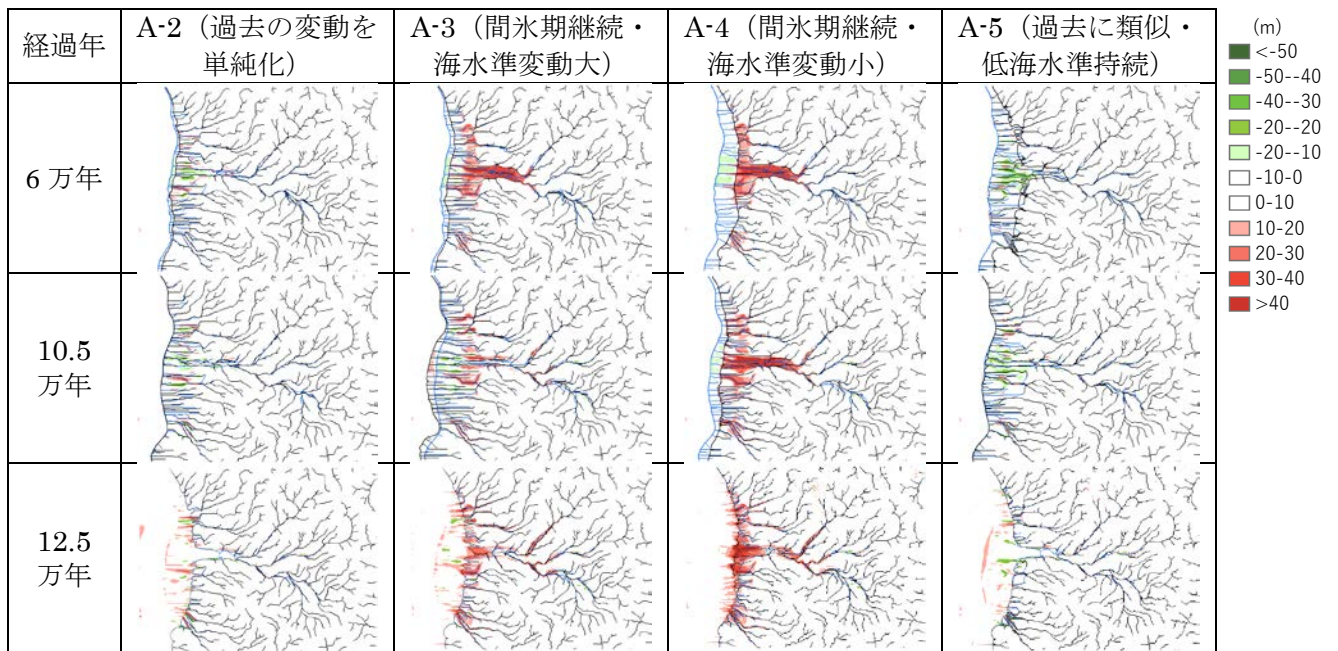 経過年
A-2（過去の変動を
単純化）
A-3（間氷期継続・
海水準変動大）
A-4（間氷期継続・
海水準変動小）
A-5（過去に類似・
低海水準持続）
6 万年
10.5
万年
12.5
万年
(m)
<-50
-50--40
-40--30
-20--20
-20--10
-10-0
0-10
10-20
20-30
30-40
>40